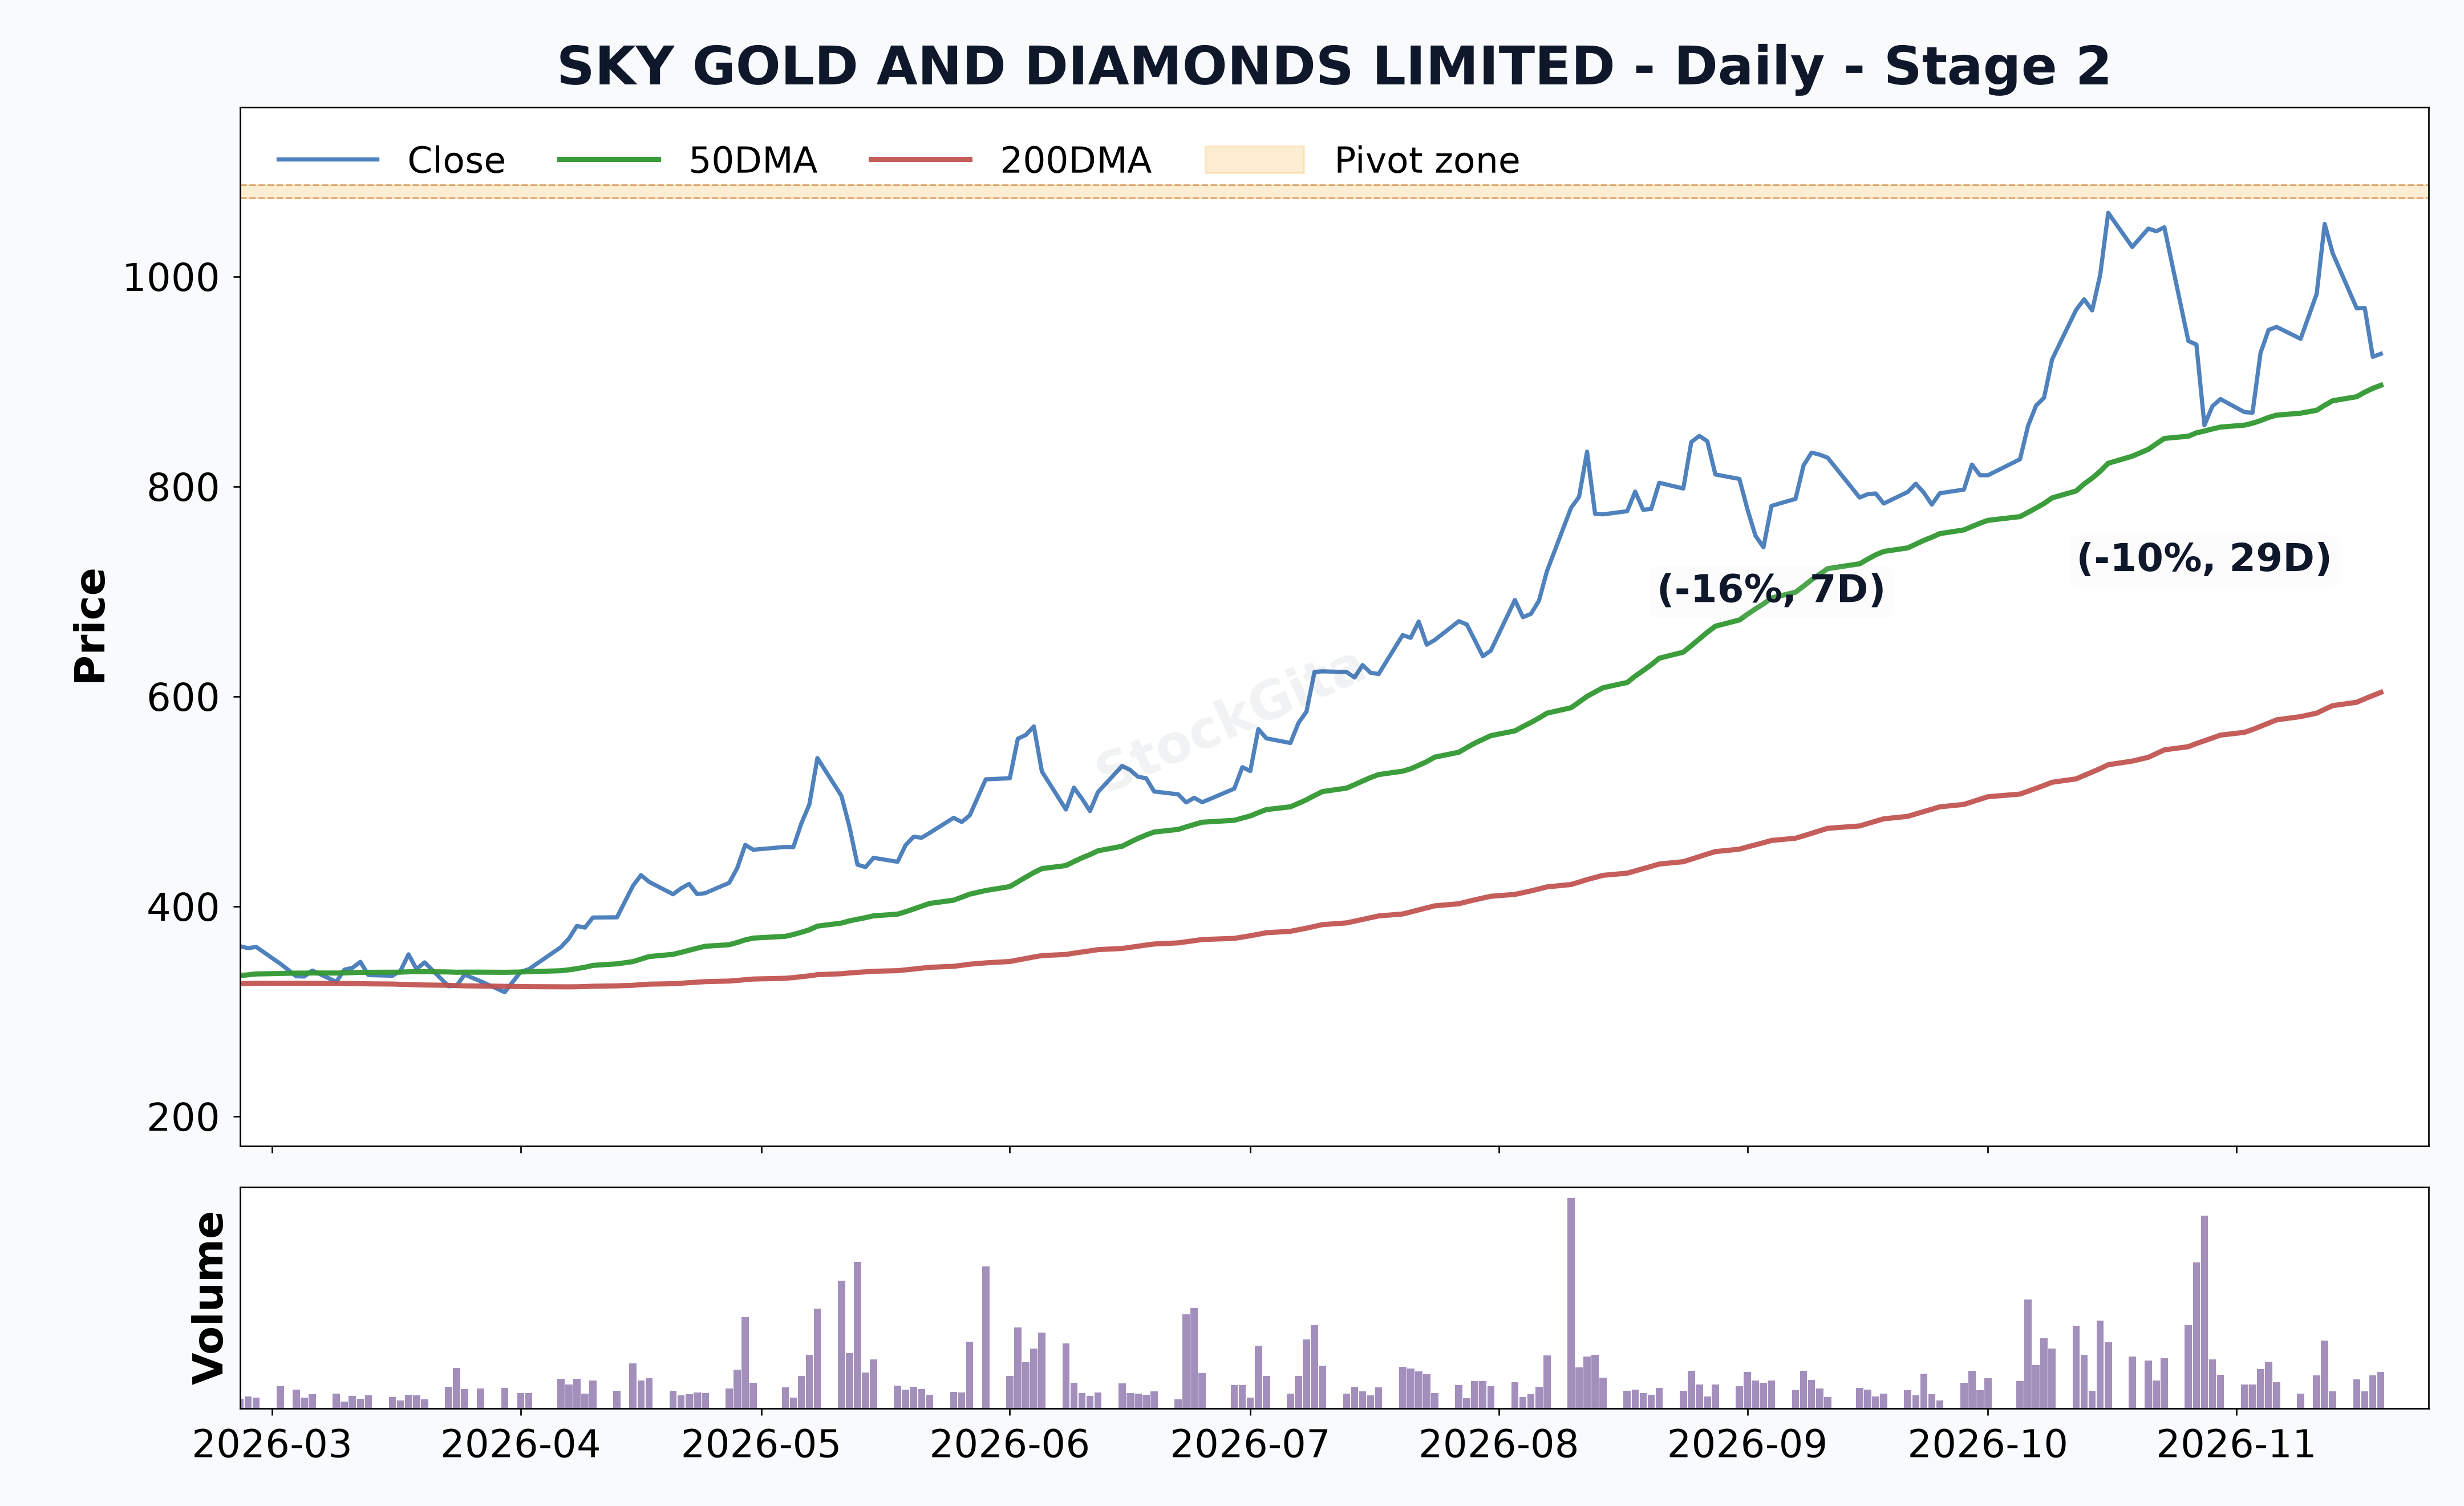 SKY GOLD AND DIAMONDS LIMITED - Daily - Stage 2
Close 50DMA 200DMA Pivot zone
1000
800
600
400
200
Price
(-16%, 7D)
(-10%, 29D)
StockGita
Volume
2026-03 2026-04 2026-05 2026-06 2026-07 2026-08 2026-09 2026-10 2026-11